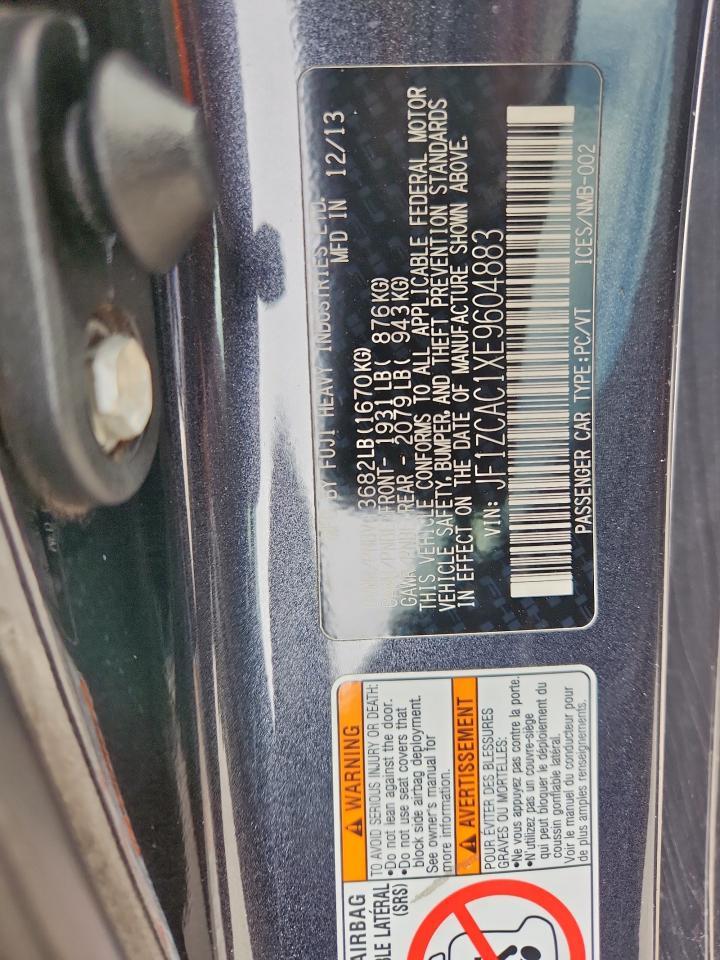 BY FUJI HEAVY INDUSTRIES LTD.
MFD IN 12/13
3682LB(1670KG)
FRONT- 1931LB( 876KG)
GAWR REAR - 2079LB( 943KG)
THIS VEHICLE CONFORMS TO ALL APPLICABLE FEDERAL MOTOR
VEHICLE SAFETY, BUMPER, AND THEFT PREVENTION STANDARDS
IN EFFECT ON THE DATE OF MANUFACTURE SHOWN ABOVE.
VIN: JF1ZCAC1XE9604883
PASSENGER CAR TYPE:PC/VT ICES/NMB-002
AIRBAG
LATÉRAL
(SRS)
WARNING
TO AVOID SERIOUS INJURY OR DEATH:
•Do not lean against the door.
•Do not use seat covers that
block side airbag deployment.
See owner's manual for
more information.
AVERTISSEMENT
POUR ÉVITER DES BLESSURES
GRAVES OU MORTELLES:
•Ne vous appuyez pas contre la porte.
•N'utilizez pas un couvre-siège
qui peut bloquer le déploiement du
coussin gonflable latéral.
Voir le manuel du conducteur pour
de plus amples renseignements.